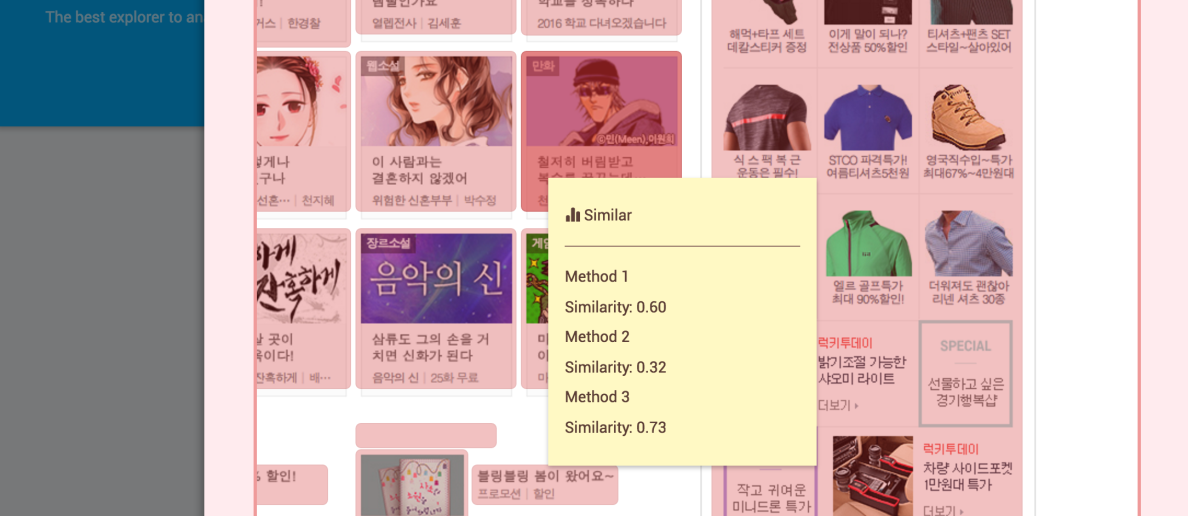 The best explorer to an
커스 | 한경찰
얼렙전사 | 김세훈
2016 학교 다녀오겠습니다
웹소설
이 사람과는
결혼하지 않겠어
위험한 신혼부부 | 박수정
만화
©민(Meen),아원희
철저히 버림받고
구나
선혼… | 천지혜
장르소설
음악의 신
삼류도 그의 손을 거
치면 신화가 된다
음악의 신 | 25화 무료
잔혹하게
곳이
잔혹하게 | 배…
Similar
Method 1
Similarity: 0.60
Method 2
Similarity: 0.32
Method 3
Similarity: 0.73
% 할인!
블링블링 봄이 왔어요~
프로모션 | 할인
해먹+타프 세트
데칼스티커 증정
이게 말이 되나?
전상품 50%할인
티셔츠+팬츠 SET
스타일~살아있어
식 스 팩 복 근
운동은 필수!
STCO 파격특가!
여름티셔츠5천원
영국직수입~특가
최대67%~4만원대
엘르 골프특가
최대 90%할인!
더워져도 괜찮아
리넨 셔츠 30종
럭키투데이
밝기조절 가능한
샤오미 라이트
더보기
SPECIAL
선물하고 싶은
경기행복샵
작고 귀여운
미니드론 특가
럭키투데이
차량 사이드포켓
1만원대 특가
더보기